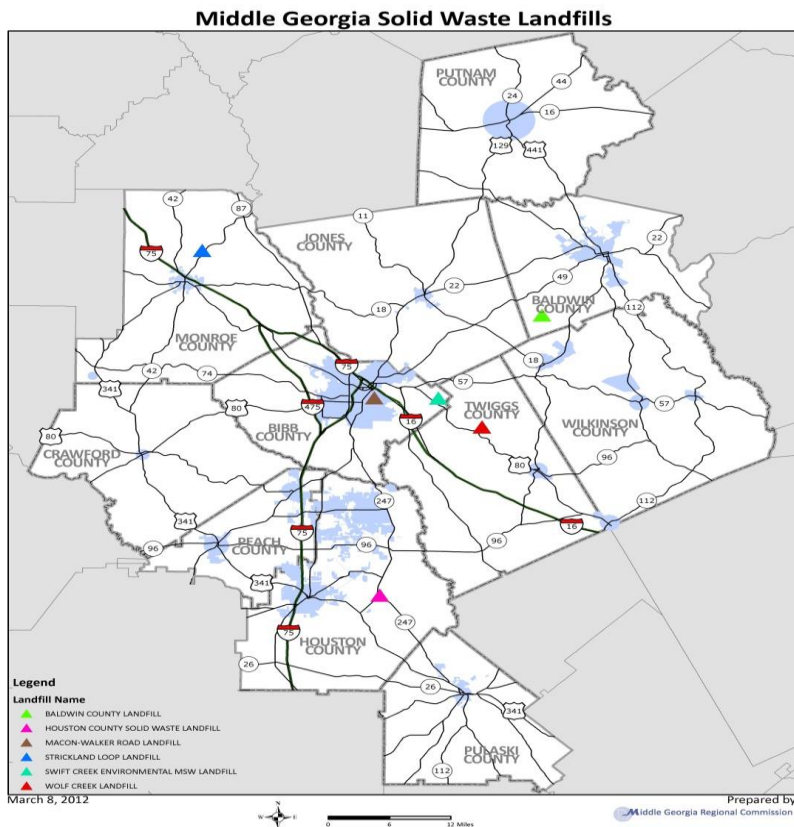 Middle Georgia Solid Waste Landfills
PUTNAM
COUNTY
44
24
16
129
441
42
87
11
JONES
COUNTY
22
75
49
22
BALDWIN
COUNTY
112
18
MONROE
COUNTY
18
75
42
74
341
57
57
TWIGGS
COUNTY
80
475
BIBB
COUNTY
16
WILKINSON
COUNTY
80
CRAWFORD
COUNTY
80
96
247
112
341
75
96
PEACH
COUNTY
96
96
16
341
247
75
HOUSTON
COUNTY
26
26
341
PULASKI
COUNTY
112
Legend
Landfill Name
BALDWIN COUNTY LANDFILL
HOUSTON COUNTY SOLID WASTE LANDFILL
MACON-WALKER ROAD LANDFILL
STRICKLAND LOOP LANDFILL
SWIFT CREEK ENVIRONMENTAL MSW LANDFILL
WOLF CREEK LANDFILL
March 8, 2012
Prepared by
N
W E
S
0 6 12 Miles
Middle Georgia Regional Commission